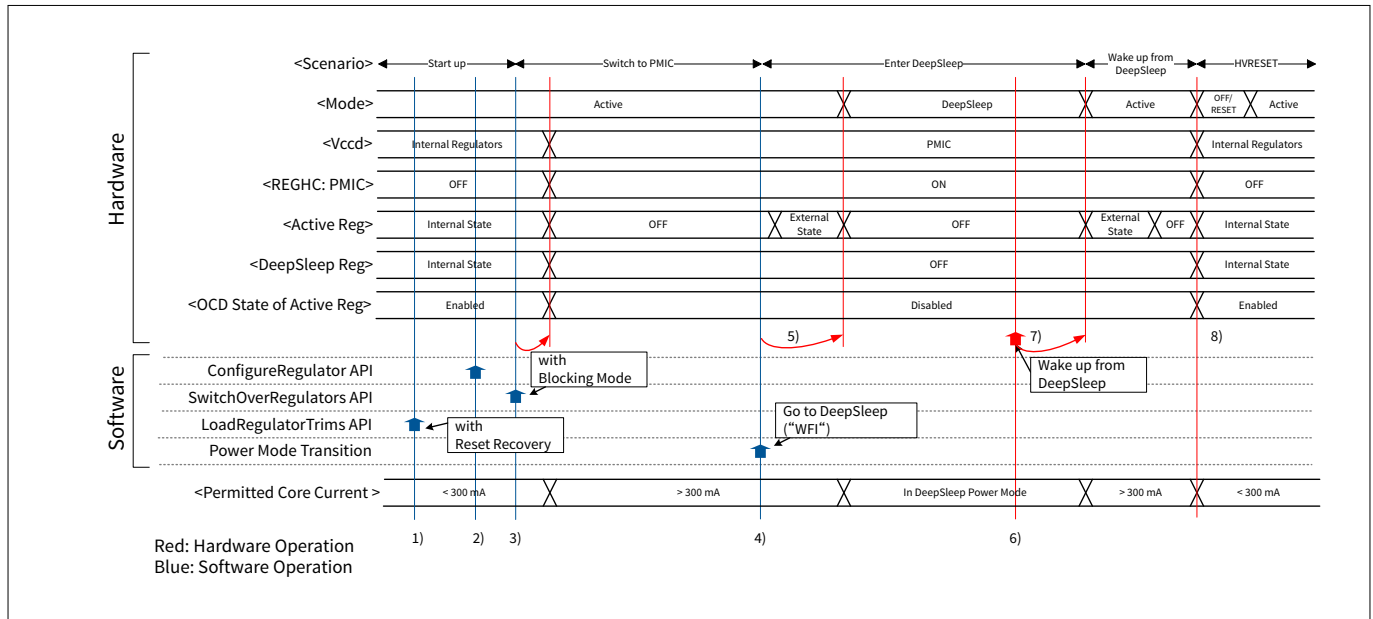 <Scenario>
Start up
Switch to PMIC
Enter DeepSleep
Wake up from
DeepSleep
HVRESET
<Mode>
Active
DeepSleep
Active
OFF/
RESET
Active
<Vccd>
Internal Regulators
PMIC
Internal Regulators
<REGHC: PMIC>
OFF
ON
OFF
<Active Reg>
Internal State
OFF
External
State
OFF
External
State
OFF
Internal State
<DeepSleep Reg>
Internal State
OFF
Internal State
<OCD State of Active Reg>
Enabled
Disabled
Enabled
Hardware
5)
7)
8)
with
Blocking Mode
Wake up from
DeepSleep
Software
ConfigureRegulator API
SwitchOverRegulators API
LoadRegulatorTrims API
with
Reset Recovery
Go to DeepSleep
(“WFI“)
Power Mode Transition
<Permitted Core Current >
< 300 mA
> 300 mA
In DeepSleep Power Mode
> 300 mA
< 300 mA
1)
2)
3)
4)
6)
Red: Hardware Operation
Blue: Software Operation